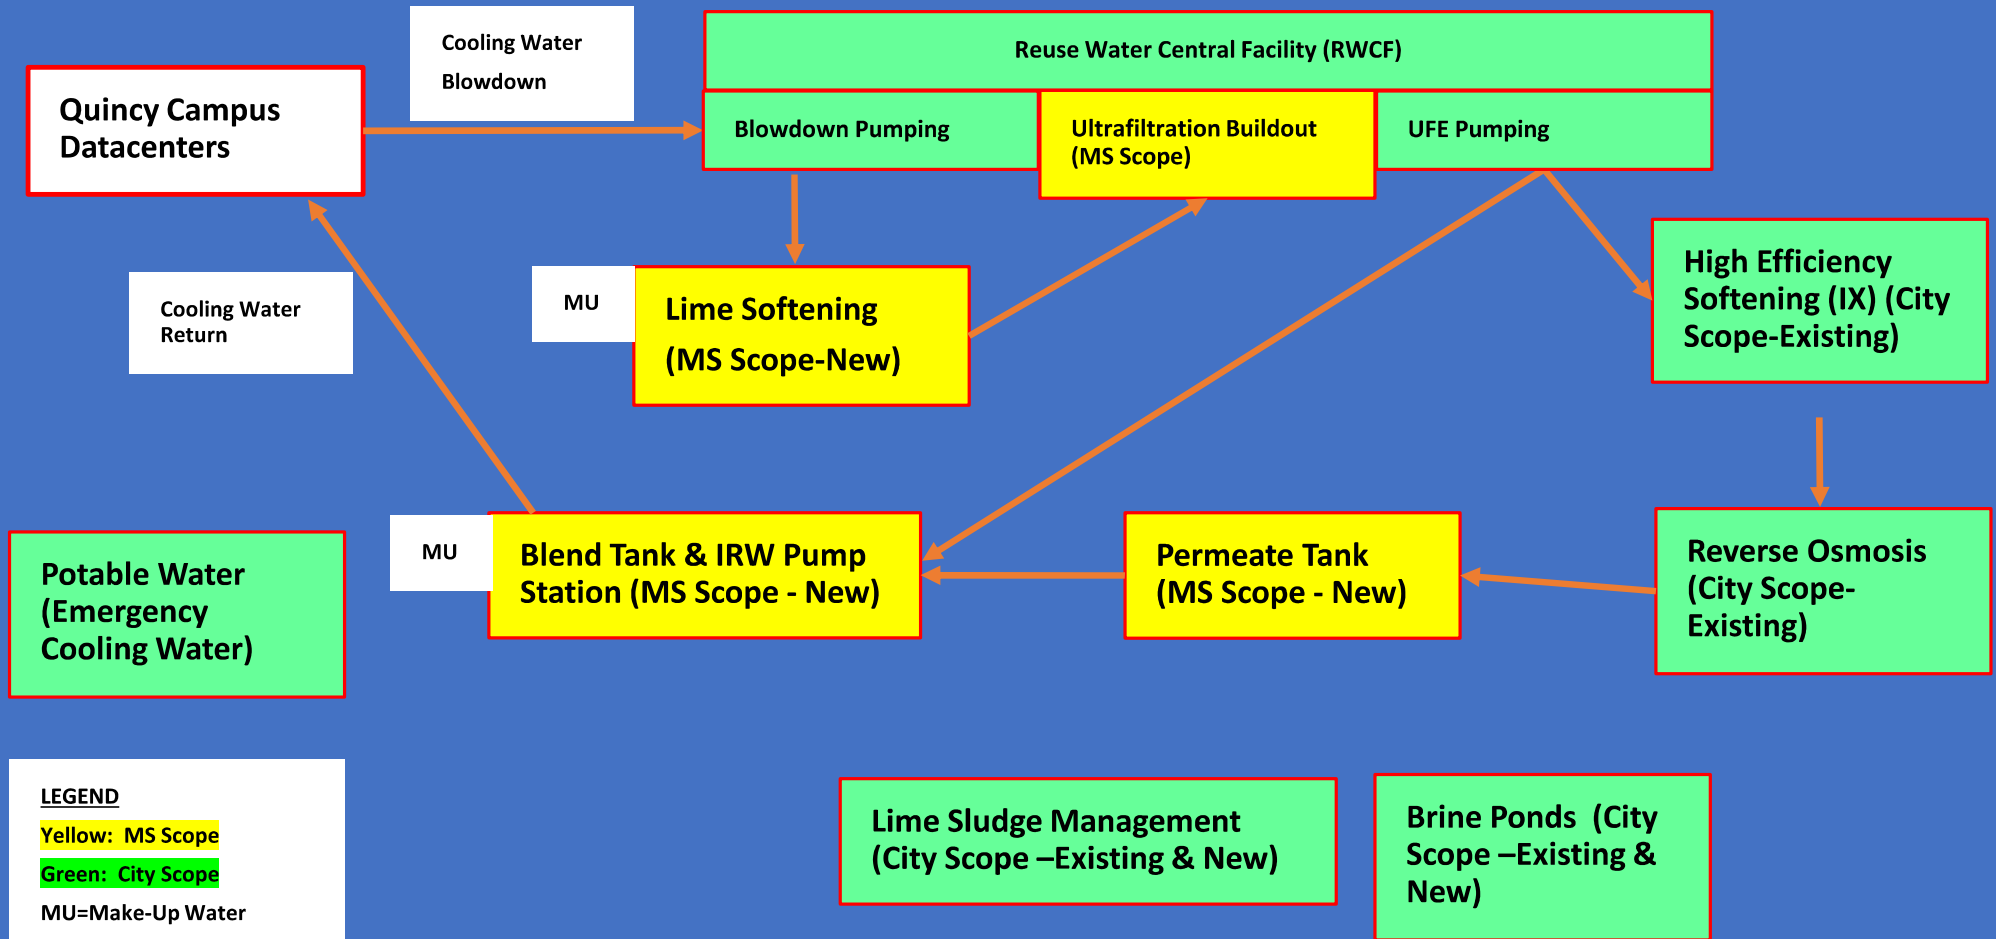 Cooling Water
Blowdown
Reuse Water Central Facility (RWCF)
Quincy Campus
Datacenters
Blowdown Pumping
Ultrafiltration Buildout
(MS Scope)
UFE Pumping
Cooling Water
Return
MU
Lime Softening
(MS Scope-New)
High Efficiency
Softening (IX) (City
Scope-Existing)
Potable Water
(Emergency
Cooling Water)
MU
Blend Tank & IRW Pump
Station (MS Scope - New)
Permeate Tank
(MS Scope - New)
Reverse Osmosis
(City Scope-
Existing)
LEGEND
Yellow:  MS Scope
Green:  City Scope
MU=Make-Up Water
Lime Sludge Management
(City Scope –Existing & New)
Brine Ponds  (City
Scope –Existing &
New)